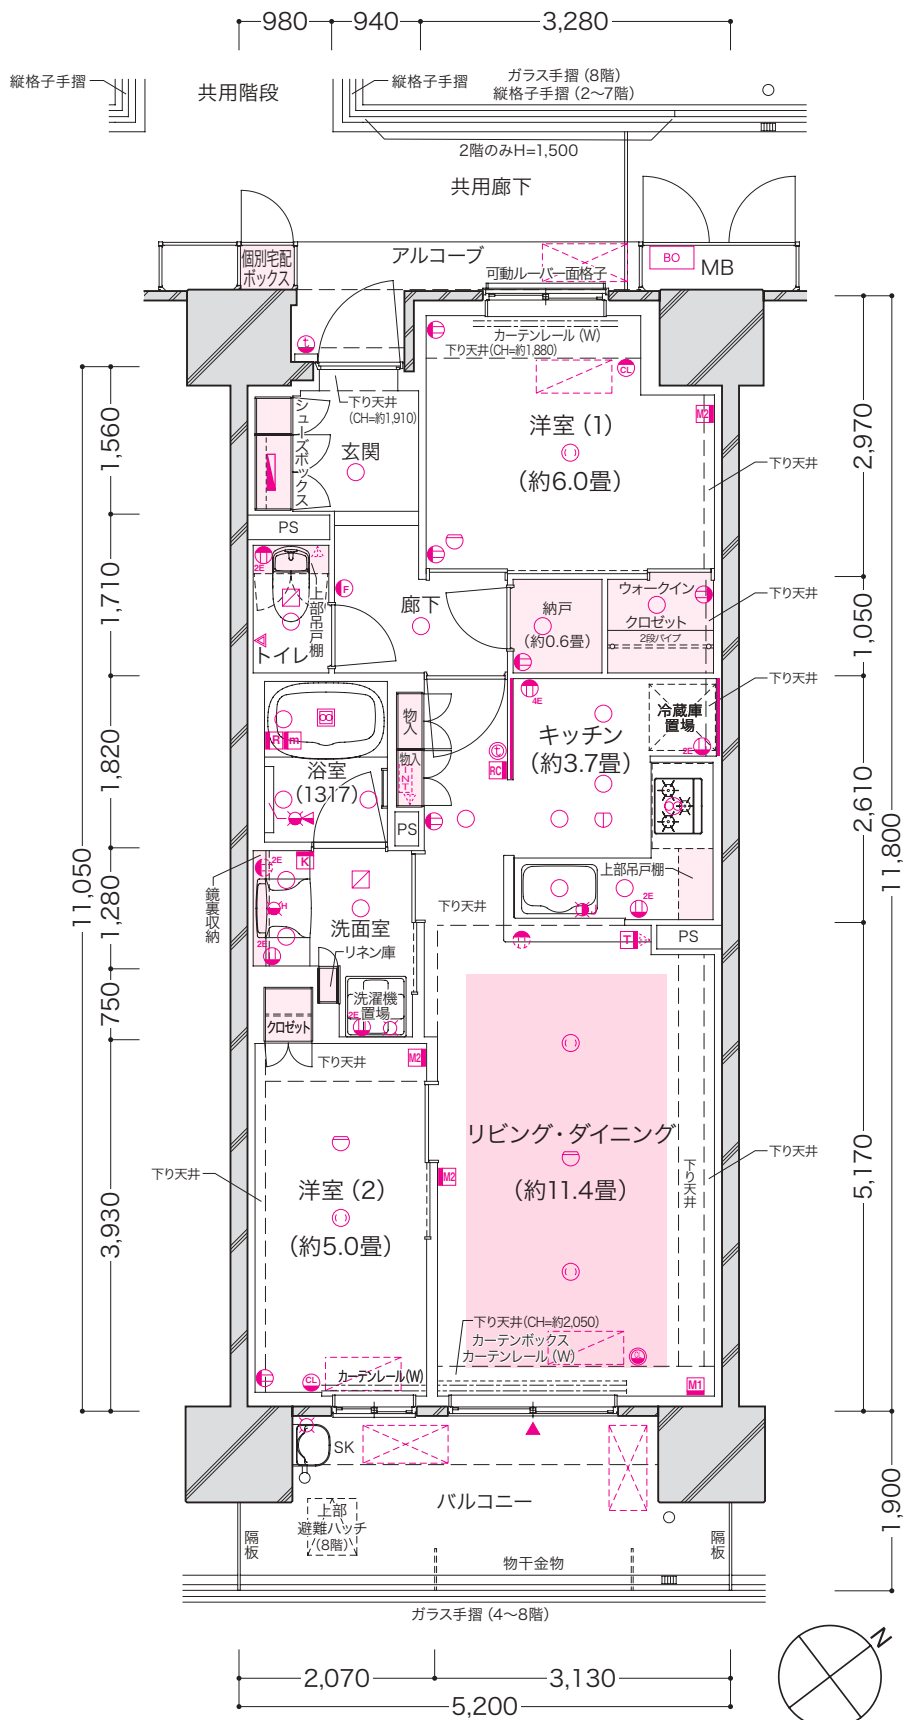 980
940
3,280
縦格子手摺
共用階段
縦格子手摺
ガラス手摺 (8階)
縦格子手摺 (2〜7階)
2階のみH=1,500
共用廊下
個別宅配
ボックス
アルコーブ
可動ルーバー面格子
BO
MB
カーテンレール (W)
下り天井(CH=約1,880)
CL
t
下り天井
(CH=約1,910)
シューズボックス
玄関
洋室 (1)
(約6.0畳)
M2
下り天井
PS
2E
上部吊戸棚
トイレ
F
廊下
納戸
(約0.6畳)
ウォークイン
クロゼット
2段パイプ
下り天井
1,560
1,710
1,820
1,280
750
3,930
11,050
2,970
1,050
2,610
5,170
11,800
1,900
浴室
(1317)
R
m
物入
物入
PS
4E
t
RC
キッチン
(約3.7畳)
冷蔵庫
置場
2E
下り天井
上部吊戸棚
2E
下り天井
T
PS
鏡裏収納
2E
K
H
2E
洗面室
リネン庫
洗濯機
置場
2E
クロゼット
下り天井
M2
下り天井
洋室 (2)
(約5.0畳)
M2
リビング・ダイニング
(約11.4畳)
下り天井
下り天井
下り天井(CH=約2,050)
カーテンボックス
カーテンレール (W)
カーテンレール(W)
CL
M1
SK
バルコニー
上部
避難ハッチ
(8階)
隔板
物干金物
隔板
ガラス手摺 (4〜8階)
2,070
3,130
5,200
N